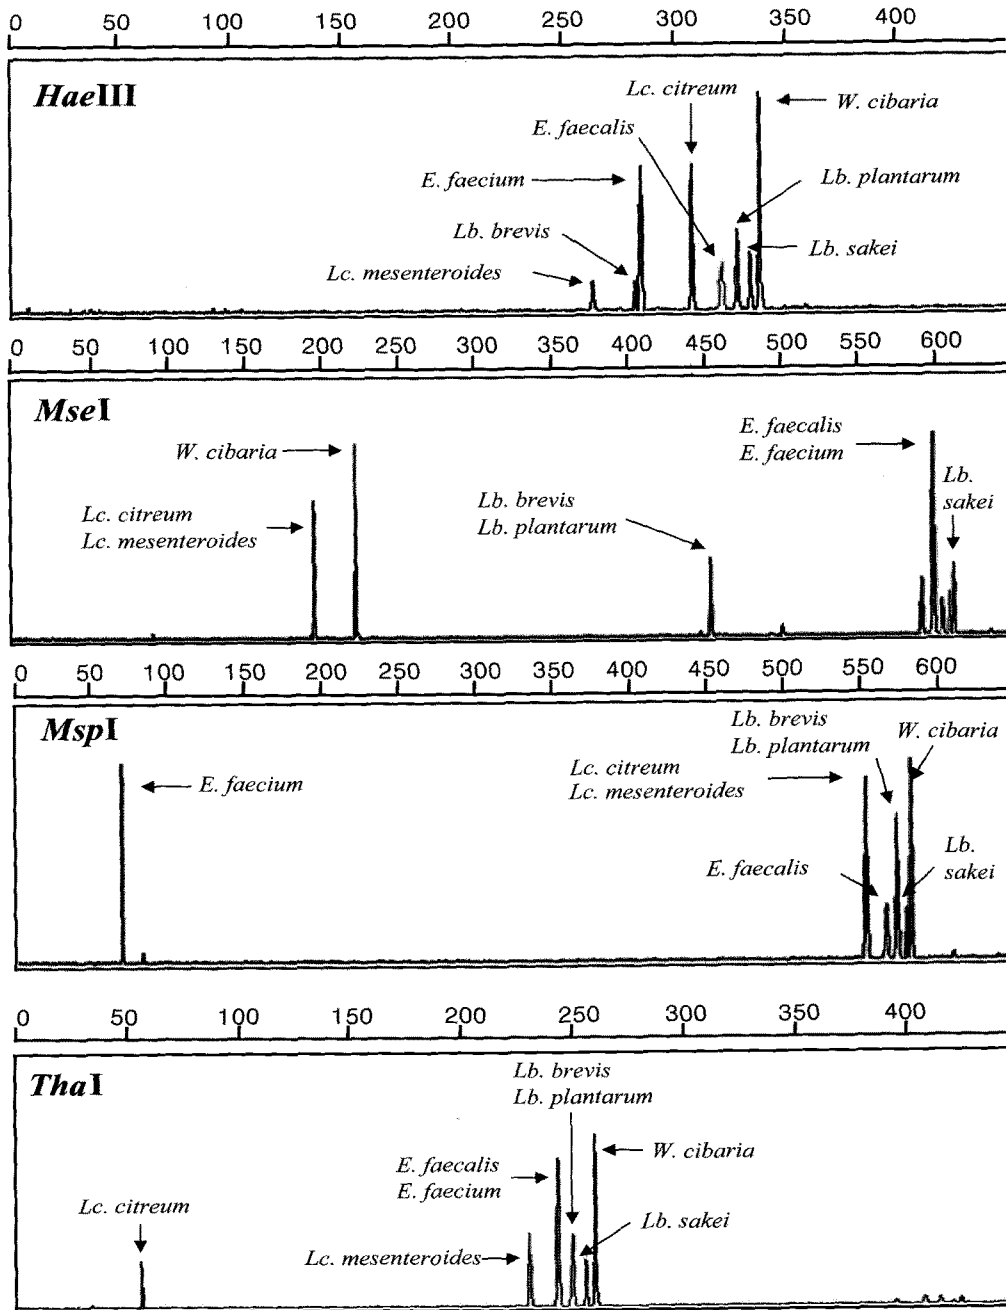 0 50 100 150 200 250 300 350 400
HaeIII
Lc. citreum
W. cibaria
E. faecalis
E. faecium
Lb. plantarum
Lb. brevis
Lb. sakei
Lc. mesenteroides
0 50 100 150 200 250 300 350 400 450 500 550 600
MseI
E. faecalis
E. faecium
W. cibaria
Lb.
sakei
Lb. brevis
Lb. plantarum
Lc. citreum
Lc. mesenteroides
0 50 100 150 200 250 300 350 400 450 500 550 600
MspI
Lb. brevis
Lb. plantarum
W. cibaria
Lc. citreum
Lc. mesenteroides
E. faecium
Lb.
sakei
E. faecalis
0 50 100 150 200 250 300 350 400
ThaI
Lb. brevis
Lb. plantarum
W. cibaria
E. faecalis
E. faecium
Lc. citreum
Lb. sakei
Lc. mesenteroides